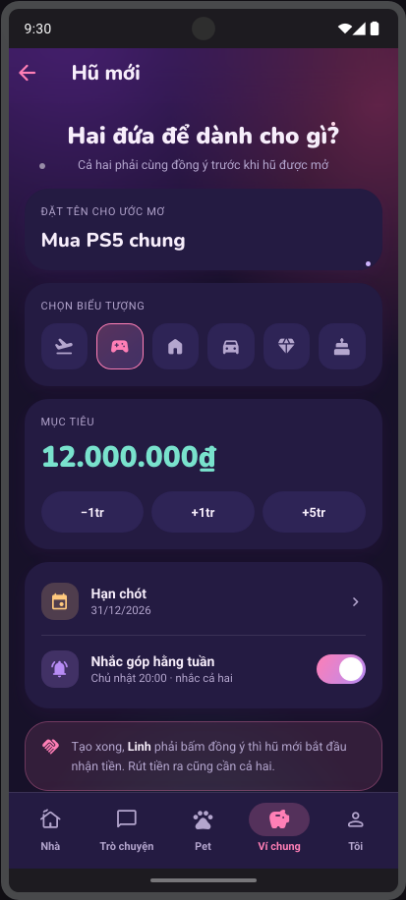 9:30
Hũ mới
Hai đứa để dành cho gì?
Cả hai phải cùng đồng ý trước khi hũ được mở
ĐẶT TÊN CHO ƯỚC MƠ
Mua PS5 chung
CHỌN BIỂU TƯỢNG
MỤC TIÊU
12.000.000₫
−1tr
+1tr
+5tr
Hạn chót
31/12/2026
Nhắc góp hằng tuần
Chủ nhật 20:00 · nhắc cả hai
Tạo xong, Linh phải bấm đồng ý thì hũ mới bắt đầu
nhận tiền. Rút tiền ra cũng cần cả hai.
Nhà
Trò chuyện
Pet
Ví chung
Tôi